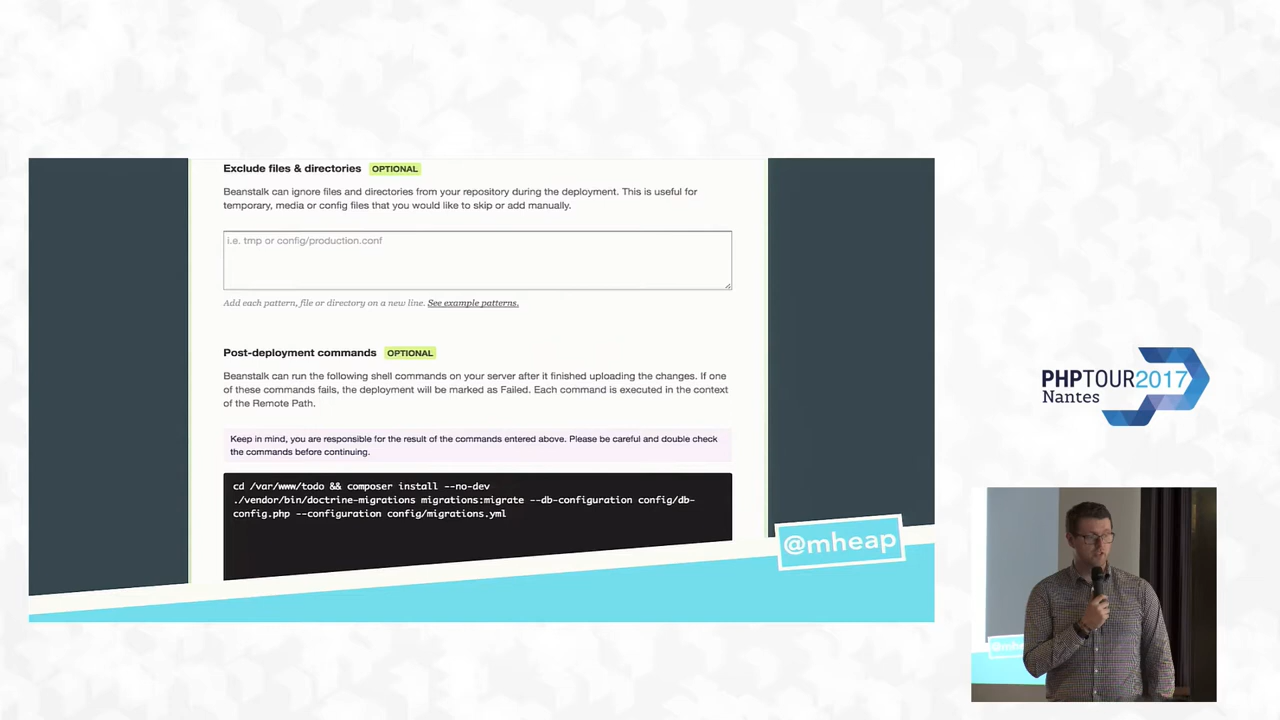 Exclude files & directories OPTIONAL
Beanstalk can ignore files and directories from your repository during the deployment. This is useful for
temporary, media or config files that you would like to skip or add manually.
i.e. tmp or config/production.conf
Add each pattern, file or directory on a new line. See example patterns.
Post-deployment commands OPTIONAL
Beanstalk can run the following shell commands on your server after it finished uploading the changes. If one
of these commands fails, the deployment will be marked as Failed. Each command is executed in the context
of the Remote Path.
Keep in mind, you are responsible for the result of the commands entered above. Please be careful and double check
the commands before continuing.
cd /var/www/todo && composer install --no-dev
./vendor/bin/doctrine-migrations migrations:migrate --db-configuration config/db-
config.php --configuration config/migrations.yml
@mheap
PHPTOUR2017
Nantes
@mheap